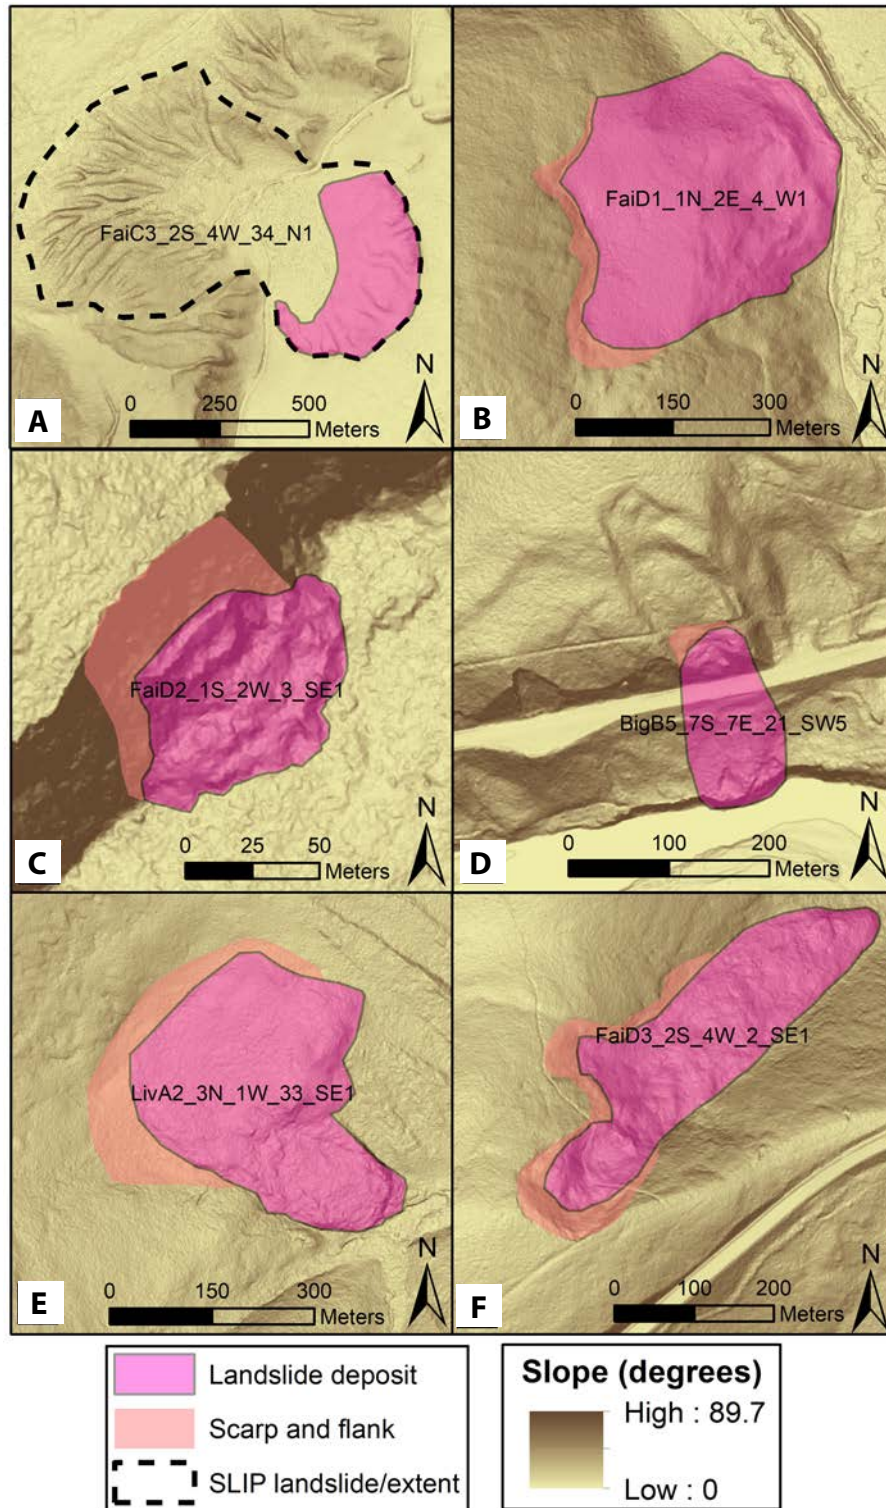 FaiC3_2S_4W_34_N1
N
0 250 500
Meters
A
FaiD1_1N_2E_4_W1
N
0 150 300
Meters
B
FaiD2_1S_2W_3_SE1
N
0 25 50
Meters
C
BigB5_7S_7E_21_SW5
N
0 100 200
Meters
D
LivA2_3N_1W_33_SE1
N
0 150 300
Meters
E
FaiD3_2S_4W_2_SE1
N
0 100 200
Meters
F
Landslide deposit
Scarp and flank
SLIP landslide/extent
Slope (degrees)
High : 89.7
Low : 0